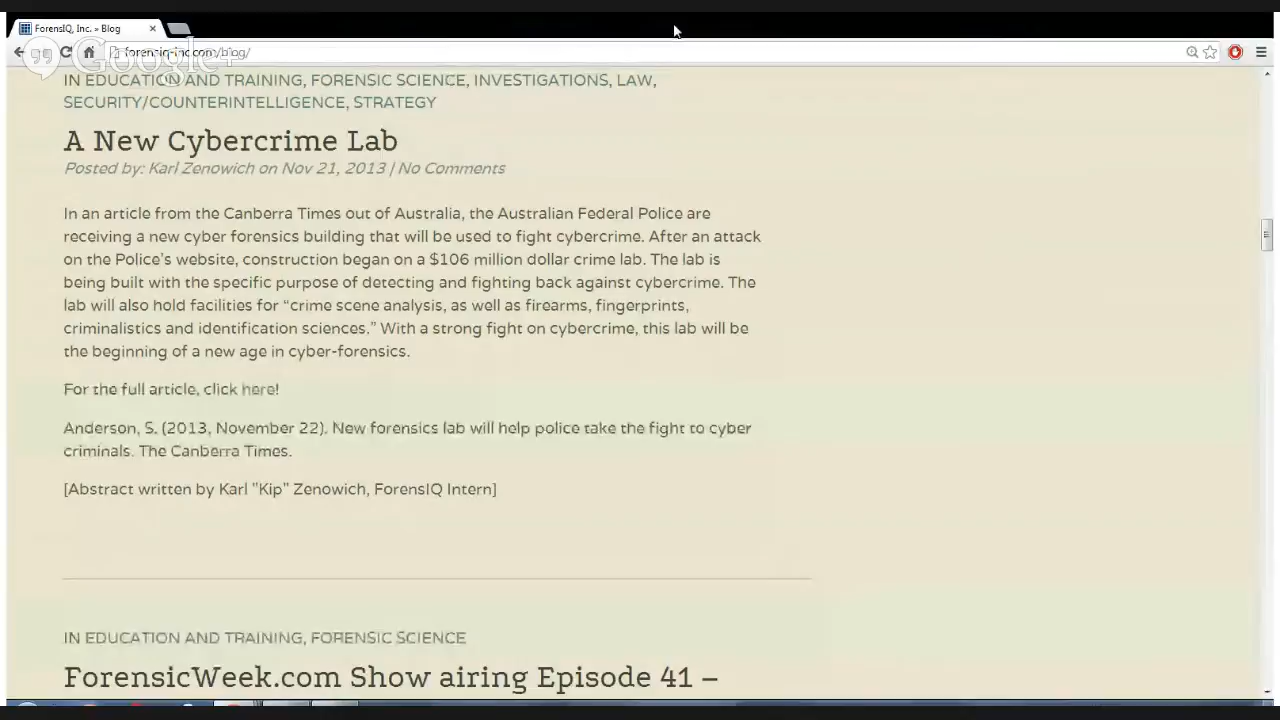 ForensIQ, Inc. » Blog
forensiq-inc.com/blog/
Google+
IN EDUCATION AND TRAINING, FORENSIC SCIENCE, INVESTIGATIONS, LAW,
SECURITY/COUNTERINTELLIGENCE, STRATEGY
A New Cybercrime Lab
Posted by: Karl Zenowich on Nov 21, 2013 | No Comments
In an article from the Canberra Times out of Australia, the Australian Federal Police are
receiving a new cyber forensics building that will be used to fight cybercrime. After an attack
on the Police's website, construction began on a $106 million dollar crime lab. The lab is
being built with the specific purpose of detecting and fighting back against cybercrime. The
lab will also hold facilities for “crime scene analysis, as well as firearms, fingerprints,
criminalistics and identification sciences.” With a strong fight on cybercrime, this lab will be
the beginning of a new age in cyber-forensics.
For the full article, click here!
Anderson, S. (2013, November 22). New forensics lab will help police take the fight to cyber
criminals. The Canberra Times.
[Abstract written by Karl "Kip" Zenowich, ForensIQ Intern]
IN EDUCATION AND TRAINING, FORENSIC SCIENCE
ForensicWeek.com Show airing Episode 41 –